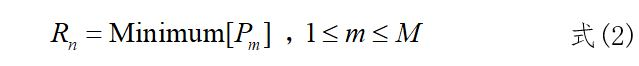 Rₙ = Minimum[Pₘ] , 1 ≤ m ≤ M 式(2)